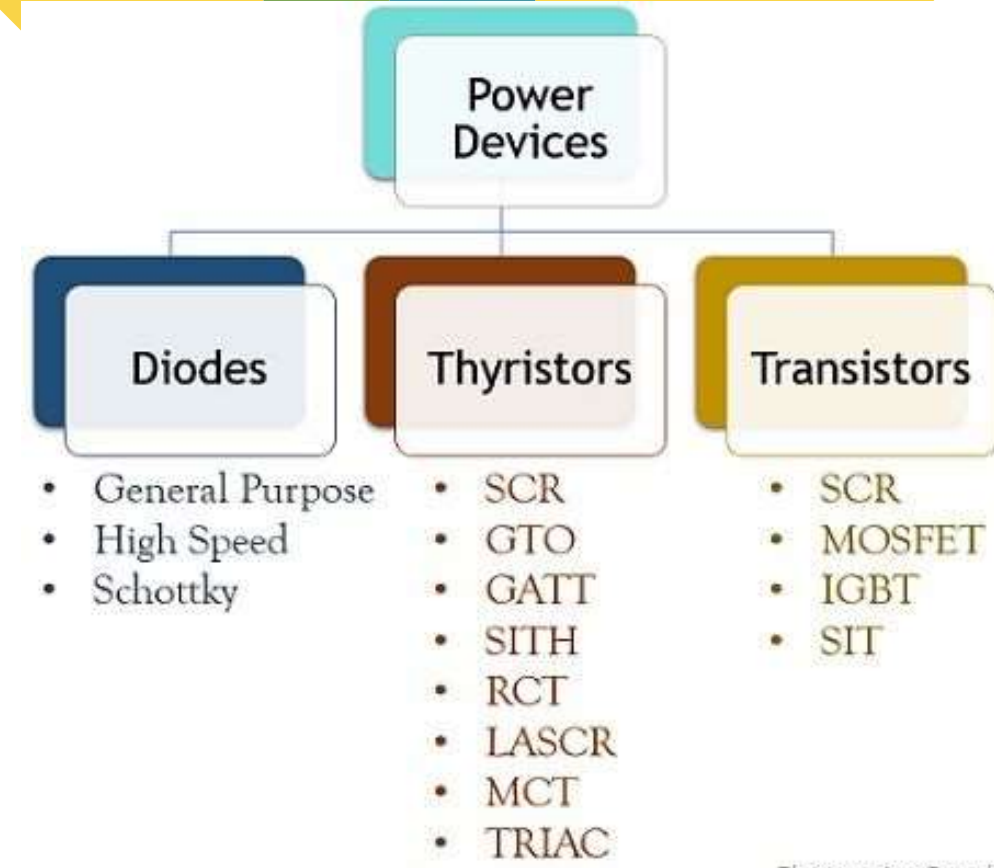 Power
Devices
Diodes
General Purpose
High Speed
Schottky
Thyristors
SCR
GTO
GATT
SITH
RCT
LASCR
MCT
TRIAC
Transistors
SCR
MOSFET
IGBT
SIT